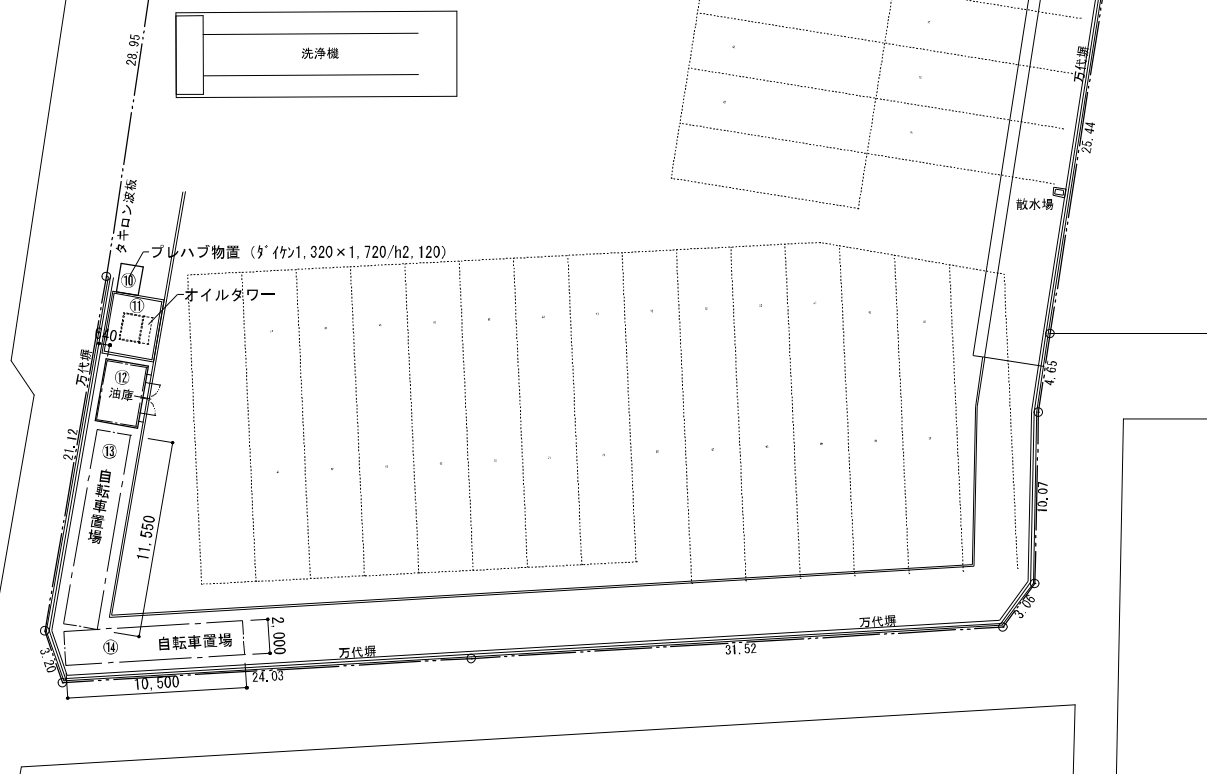 28.95
洗浄機
万代塀
25.44
タキロン波板
散水場
プレハブ物置（ﾀﾞｲｹﾝ1,320×1,720/h2,120）
⑩
オイルタワー
⑪
640
万代塀
⑫
油庫
4.65
21.12
⑬
自転車置場
11.550
10.07
3.06
2.000
⑭
自転車置場
万代塀
万代塀
3.20
31.52
24.03
10,500